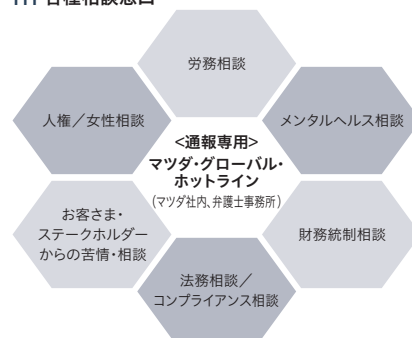 各種相談窓口
労務相談
人権／女性相談
メンタルヘルス相談
<通報専用>
マツダ・グローバル・
ホットライン
（マツダ社内、弁護士事務所）
お客さま・
ステークホルダー
からの苦情・相談
財務統制相談
法務相談／
コンプライアンス相談